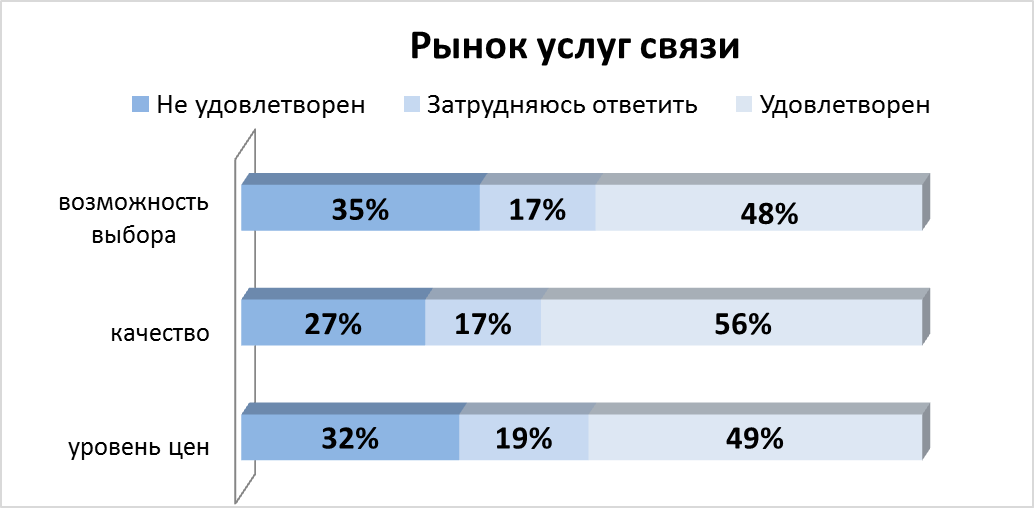 Рынок услуг связи
Не удовлетворен Затрудняюсь ответить Удовлетворен
возможность
выбора
35% 17% 48%
качество
27% 17% 56%
уровень цен
32% 19% 49%